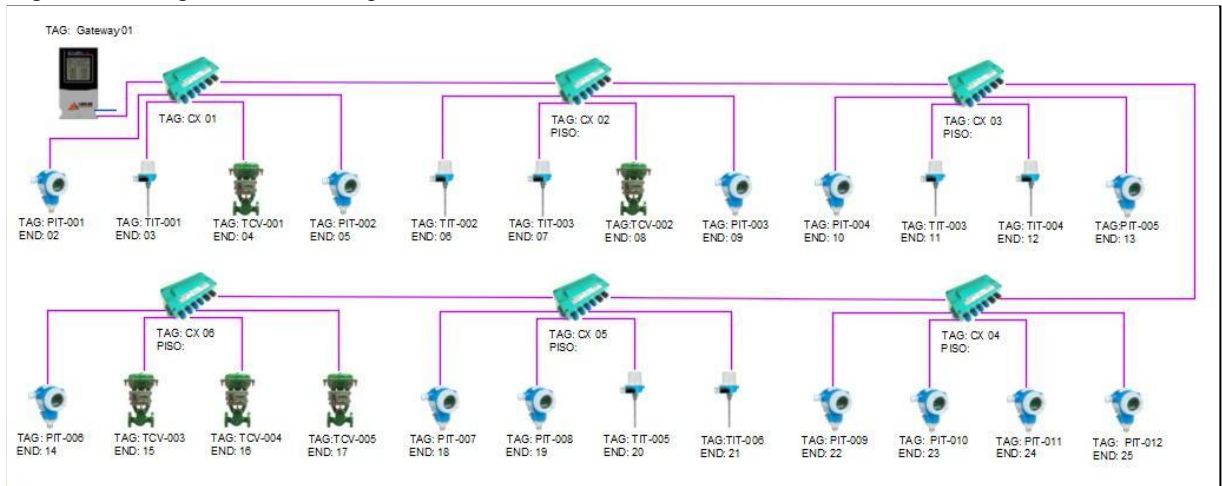 TAG: Gateway01
TAG: CX 01
TAG: CX 02
PISO:
TAG: CX 03
PISO:
TAG: PIT-001
END: 02
TAG: TIT-001
END: 03
TAG: TCV-001
END: 04
TAG: PIT-002
END: 05
TAG: TIT-002
END: 06
TAG: TIT-003
END: 07
TAG:TCV-002
END: 08
TAG: PIT-003
END: 09
TAG: PIT-004
END: 10
TAG: TIT-003
END: 11
TAG: TIT-004
END: 12
TAG:PIT-005
END: 13
TAG: CX 06
PISO:
TAG: CX 05
PISO:
TAG: CX 04
PISO:
TAG: PIT-006
END: 14
TAG: TCV-003
END: 15
TAG: TCV-004
END: 16
TAG:TCV-005
END: 17
TAG: PIT-007
END: 18
TAG: PIT-008
END: 19
TAG: TIT-005
END: 20
TAG:TIT-006
END: 21
TAG: PIT-009
END: 22
TAG: PIT-010
END: 23
TAG: PIT-011
END: 24
TAG: PIT-012
END: 25